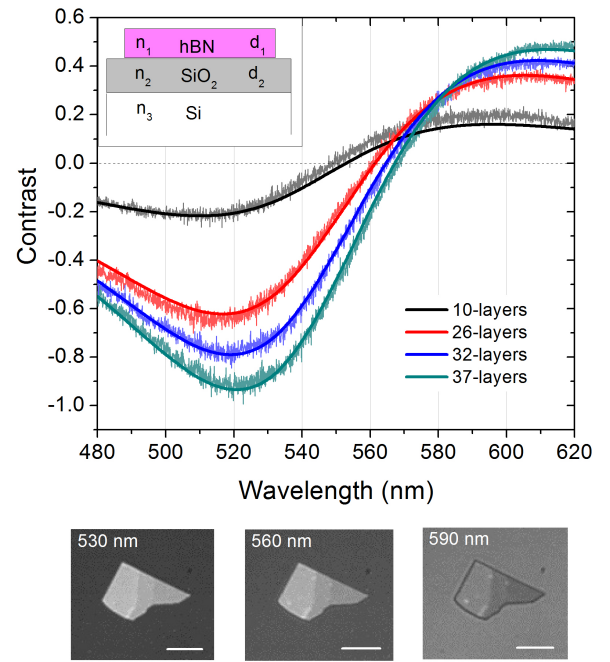 0.6
0.4
0.2
0.0
-0.2
-0.4
-0.6
-0.8
-1.0
Contrast
n1 hBN d1
n2 SiO2 d2
n3 Si
10-layers
26-layers
32-layers
37-layers
480 500 520 540 560 580 600 620
Wavelength (nm)
530 nm 560 nm 590 nm